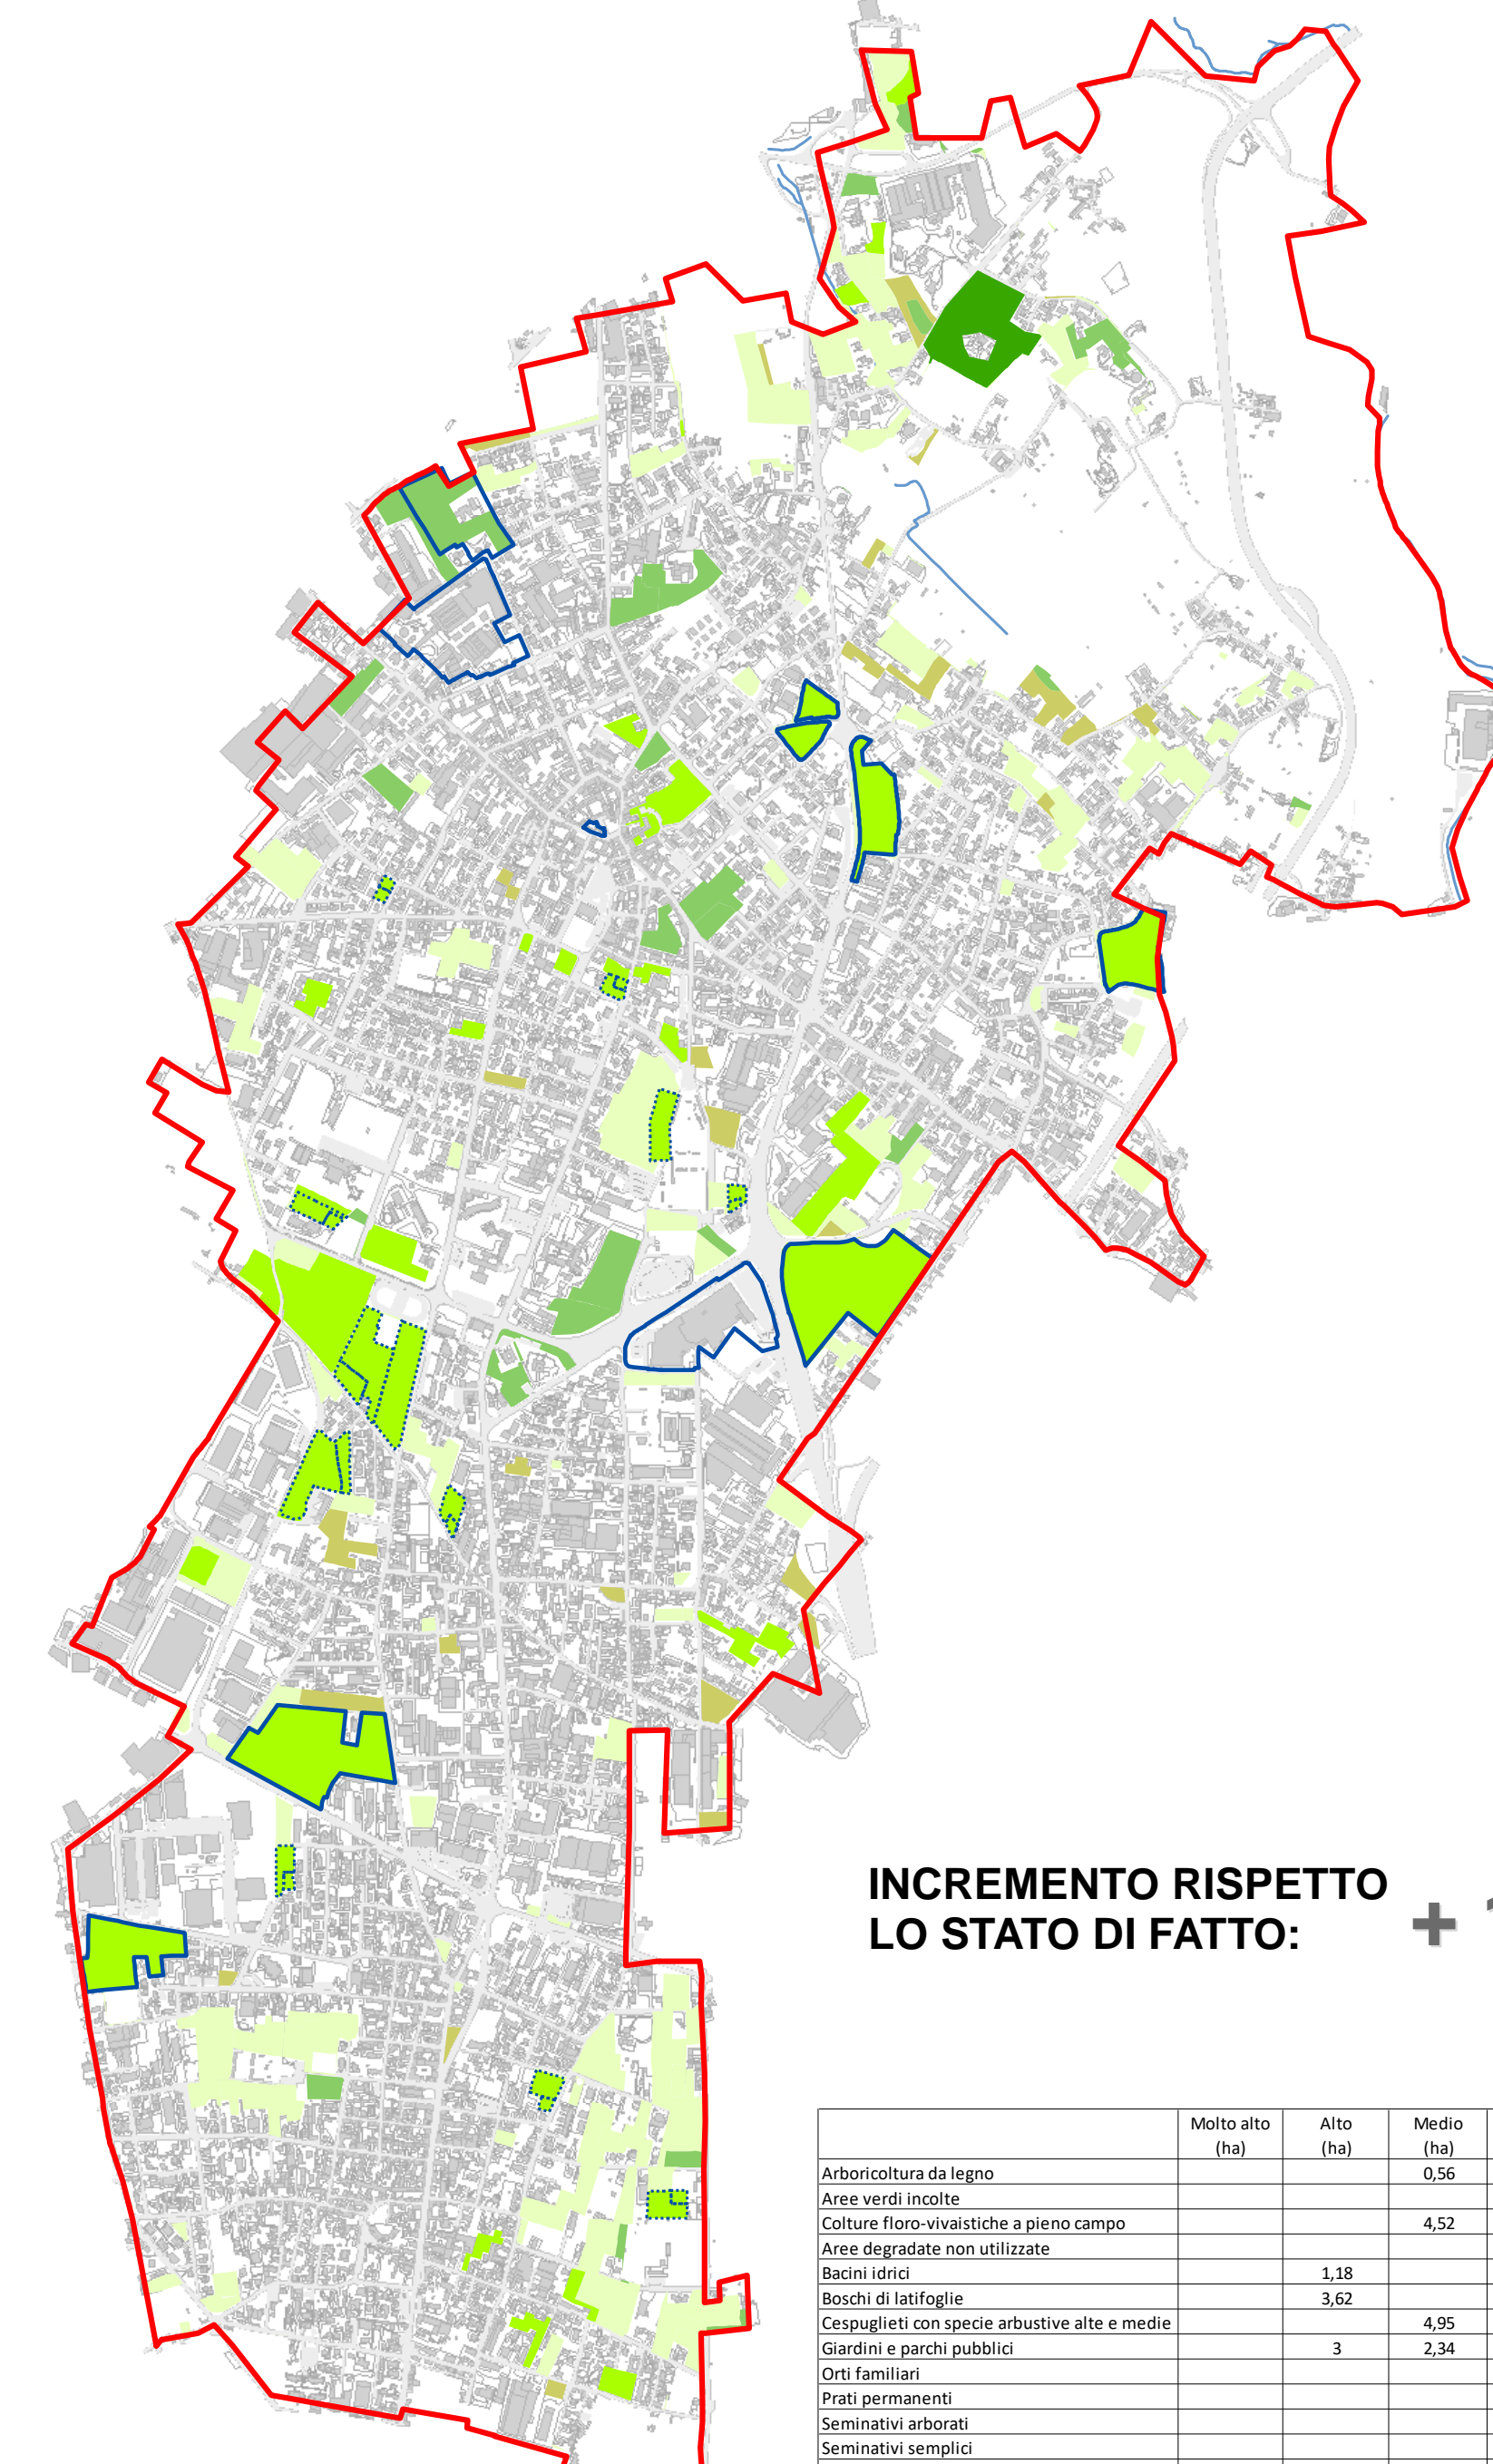 INCREMENTO RISPETTO
LO STATO DI FATTO: +
Molto alto (ha) Alto (ha) Medio (ha)
Arboricoltura da legno 0,56
Aree verdi incolte
Colture floro-vivaistiche a pieno campo 4,52
Aree degradate non utilizzate
Bacini idrici 1,18
Boschi di latifoglie 3,62
Cespuglieti con specie arbustive alte e medie 4,95
Giardini e parchi pubblici 3 2,34
Orti familiari
Prati permanenti
Seminativi arborati
Seminativi semplici